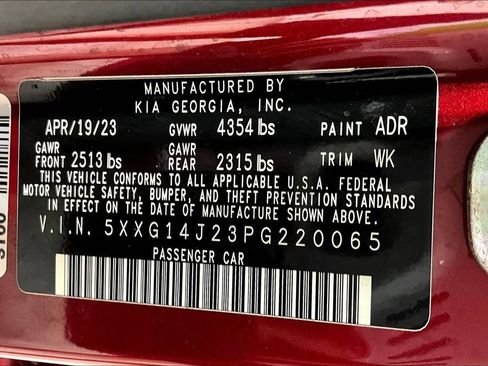 MANUFACTURED BY
KIA GEORGIA, INC.
APR/19/23 GVWR 4354 lbs PAINT ADR
GAWR FRONT 2513 lbs GAWR REAR 2315 lbs TRIM WK
THIS VEHICLE CONFORMS TO ALL APPLICABLE U.S.A. FEDERAL
MOTOR VEHICLE SAFETY, BUMPER, AND THEFT PREVENTION STANDARDS
IN EFFECT ON THE DATE OF MANUFACTURE SHOWN ABOVE.
V.I.N. 5XXG14J23PG220065
PASSENGER CAR